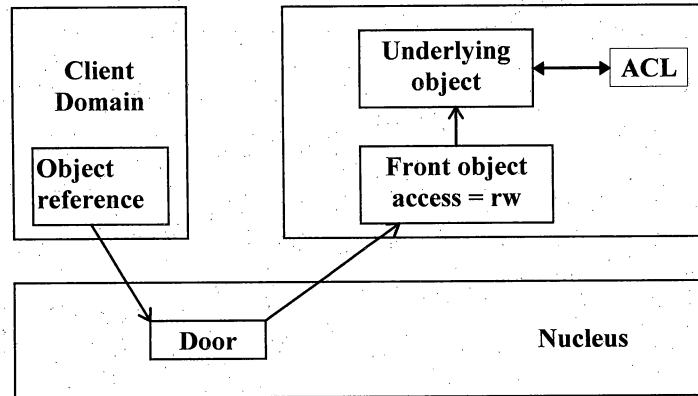 Client
Domain
Object
reference
Underlying
object
ACL
Front object
access = rw
Door
Nucleus